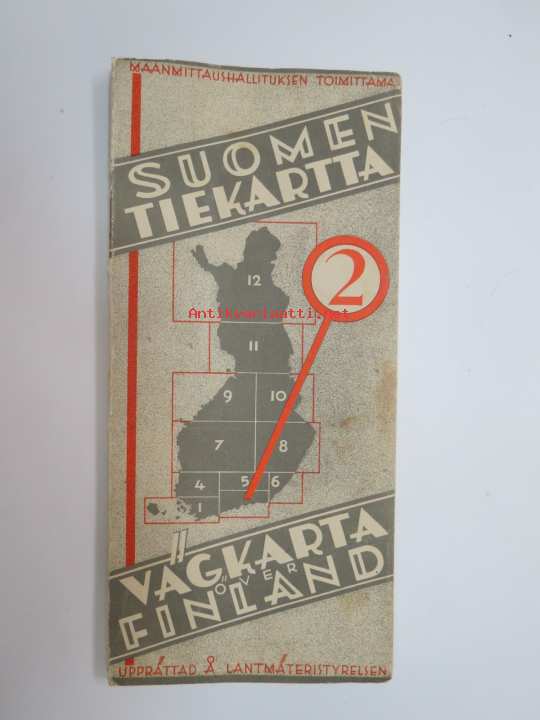 MAANMITTAUSHALLITUKSEN TOIMITTAMA
SUOMEN
TIEKARTTA
2
12
Antikvariaatti.net
11
9 10
7 8
4 5 6
1
VÄGKARTA
ÖVER
FINLAND
UPPRÄTTAD Å LANTMÄTERISTYRELSEN